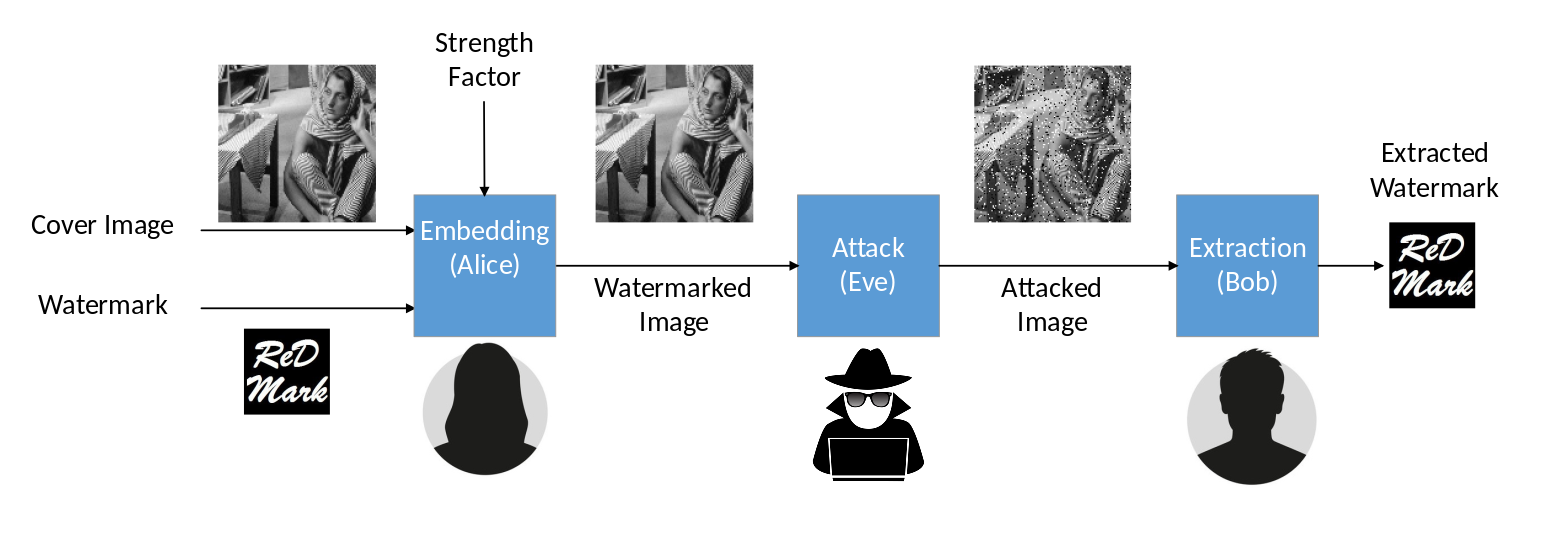 Strength
Factor
Cover Image
Watermark
ReD
Mark
Embedding
(Alice)
Watermarked
Image
Attack
(Eve)
Attacked
Image
Extraction
(Bob)
Extracted
Watermark
ReD
Mark